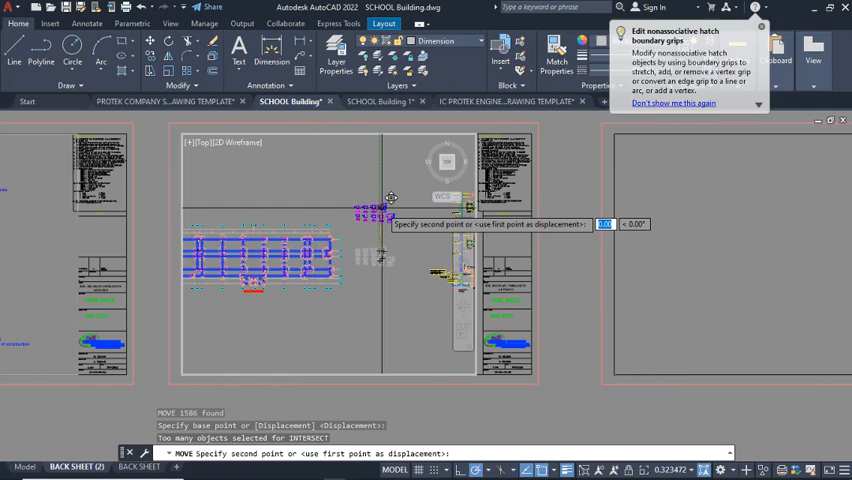 Share
Autodesk AutoCAD 2022 SCHOOL Building.dwg
Type a keyword or phrase
Sign In
Home Insert Annotate Parametric View Manage Output Collaborate Express Tools Layout
Line Polyline Circle Arc
Text Dimension
Layer Properties
Dimension
Insert
Match Properties
Clipboard
View
Draw
Modify
Annotation
Layers
Block
Edit nonassociative hatch
boundary grips
Modify nonassociative hatch
objects by using boundary grips to
stretch, add, or remove a vertex grip
or convert an edge grip to a line or
arc, or add a vertex.
Don't show me this again
Start PROTEK COMPANY S...AWING TEMPLATE* SCHOOL Building* SCHOOL Building 1* IC PROTEK ENGINE...RAWING TEMPLATE*
[+][Top][2D Wireframe]
N
W TOP E
S
WCS
Specify second point or <use first point as displacement>: 0.00 < 0.00°
MOVE 1586 found
Specify base point or [Displacement] <Displacement>:
Too many objects selected for INTERSECT
MOVE Specify second point or <use first point as displacement>:
Model BACK SHEET (2) BACK SHEET + MODEL 0.323472